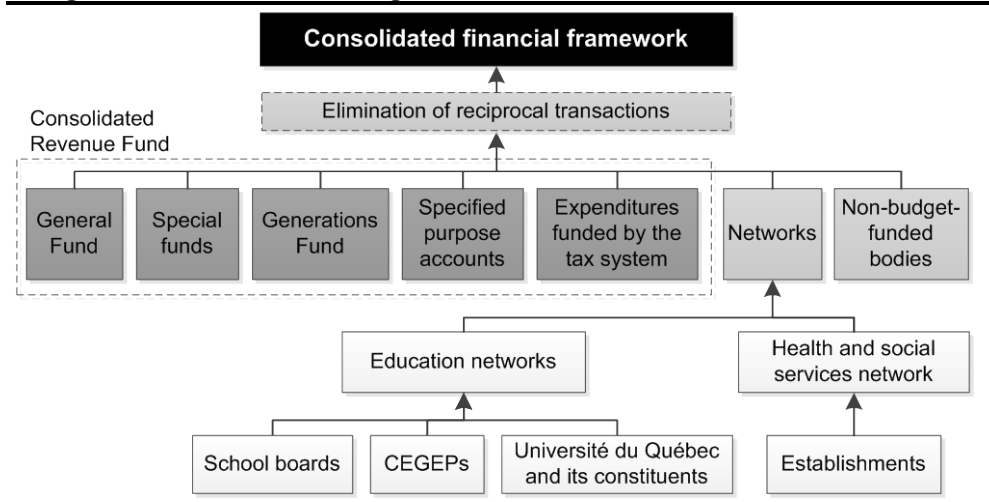 Consolidated financial framework
Elimination of reciprocal transactions
Consolidated
Revenue Fund
General
Fund
Special
funds
Generations
Fund
Specified
purpose
accounts
Expenditures
funded by the
tax system
Networks
Non-budget-
funded
bodies
Education networks
Health and social
services network
School boards
CEGEPs
Université du Québec
and its constituents
Establishments